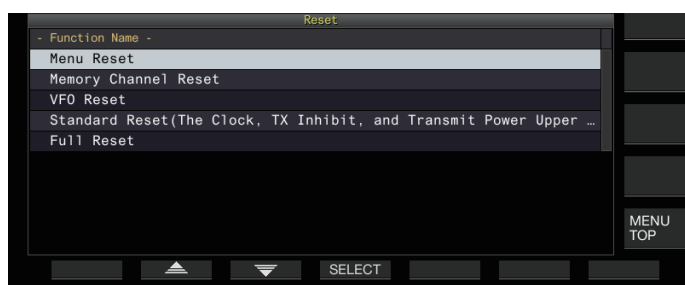 Reset
- Function Name -
Menu Reset
Memory Channel Reset
VFO Reset
Standard Reset(The Clock, TX Inhibit, and Transmit Power Upper …
Full Reset
MENU
TOP
SELECT